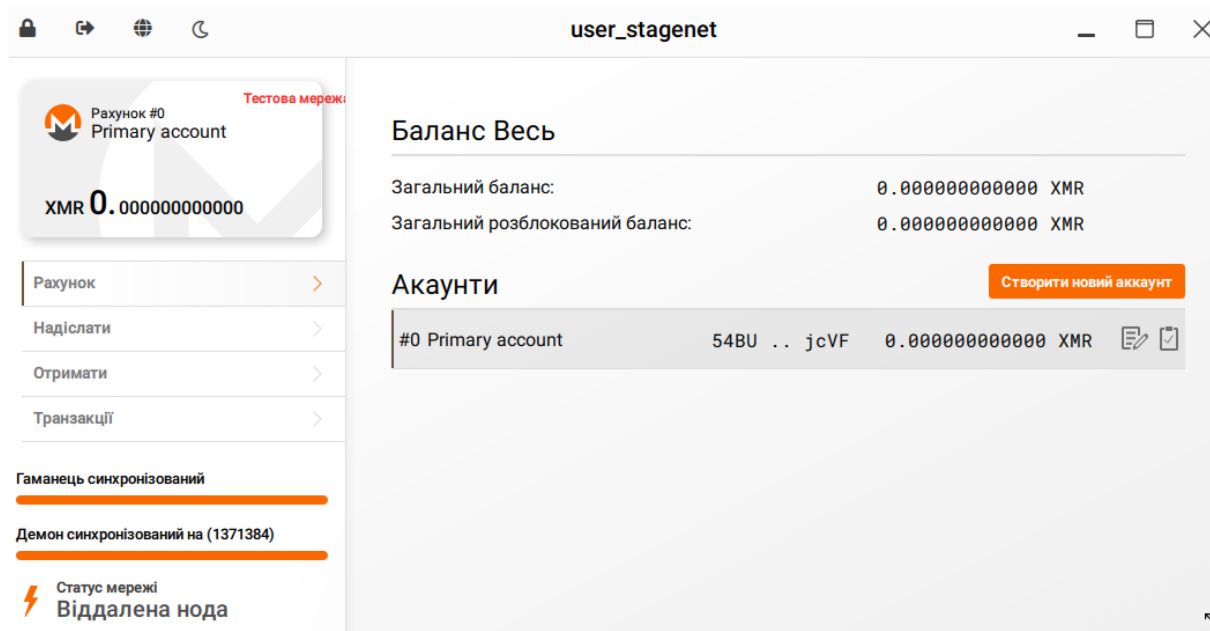 user_stagenet
Тестова мережа
Рахунок #0
Primary account
XMR 0.000000000000
Рахунок
Надіслати
Отримати
Транзакції
Гаманець синхронізований
Демон синхронізований на (1371384)
Статус мережі
Віддалена нода
Баланс Весь
Загальний баланс: 0.000000000000 XMR
Загальний розблокований баланс: 0.000000000000 XMR
Акаунти
Створити новий аккаунт
#0 Primary account 54BU .. jcVF 0.000000000000 XMR